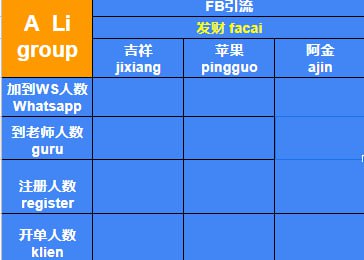 A Li
group
FB引流
发财 facai
吉祥
jixiang
苹果
pingguo
阿金
ajin
加到WS人数
Whatsapp
到老师人数
guru
注册人数
register
开单人数
klien